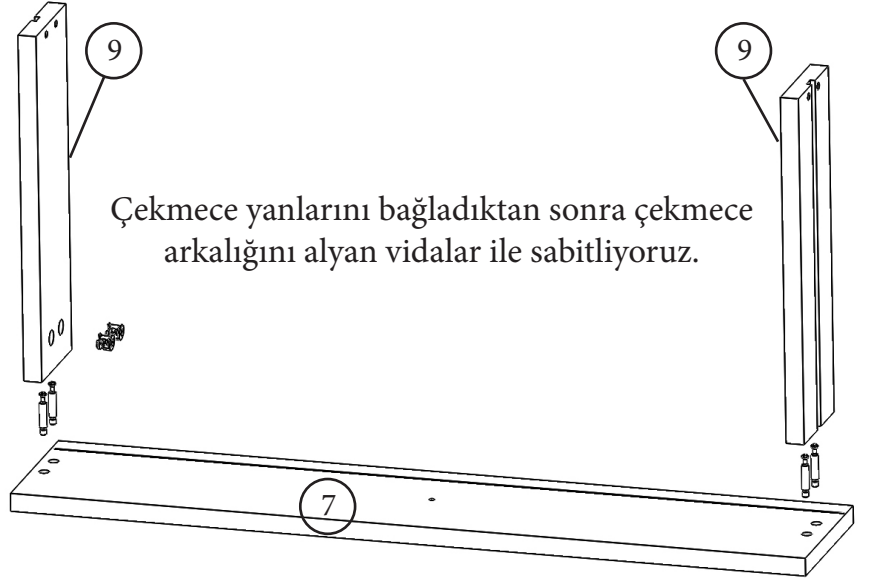 9
9
Çekmece yanlarını bağladıktan sonra çekmece
arkalığını alyan vidalar ile sabitliyoruz.
7